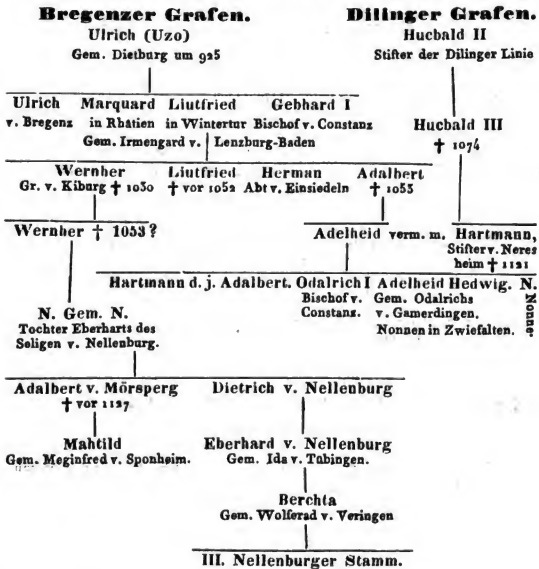 Bregenzer Grafen. Dilinger Grafen.
Ulrich (Uzo) Hucbald II
Gem. Dietburg um 925 Stifter der Dilinger Linie
Ulrich Marquard Liutfried Gebhard I
v. Bregenz in Rhätien in Wintertur Bischof v. Constanz Hucbald III
Gem. Irmengard v. Lenzburg-Baden † 1074
Wernher Liutfried Herman Adalbert
Gr. v. Kiburg † 1030 † vor 1052 Abt v. Einsiedeln † 1053
Wernher † 1053? Adelheid verm. m. Hartmann,
Stifter v. Neres
heim † 1121
Hartmann d. j. Adalbert. Odalrich I Adelheid Hedwig. N.
Bischof v. Gem. Odalrichs Nonne.
Constanz. v. Gamerdingen.
N. Gem. N. Nonnen in Zwiefalten.
Tochter Eberharts des
Seligen v. Nellenburg.
Adalbert v. Mörsperg Dietrich v. Nellenburg
† vor 1127
Mahtild Eberhard v. Nellenburg
Gem. Meginfred v. Sponheim. Gem. Ida v. Tübingen.
Berchta
Gem. Wolferad v. Veringen
III. Nellenburger Stamm.